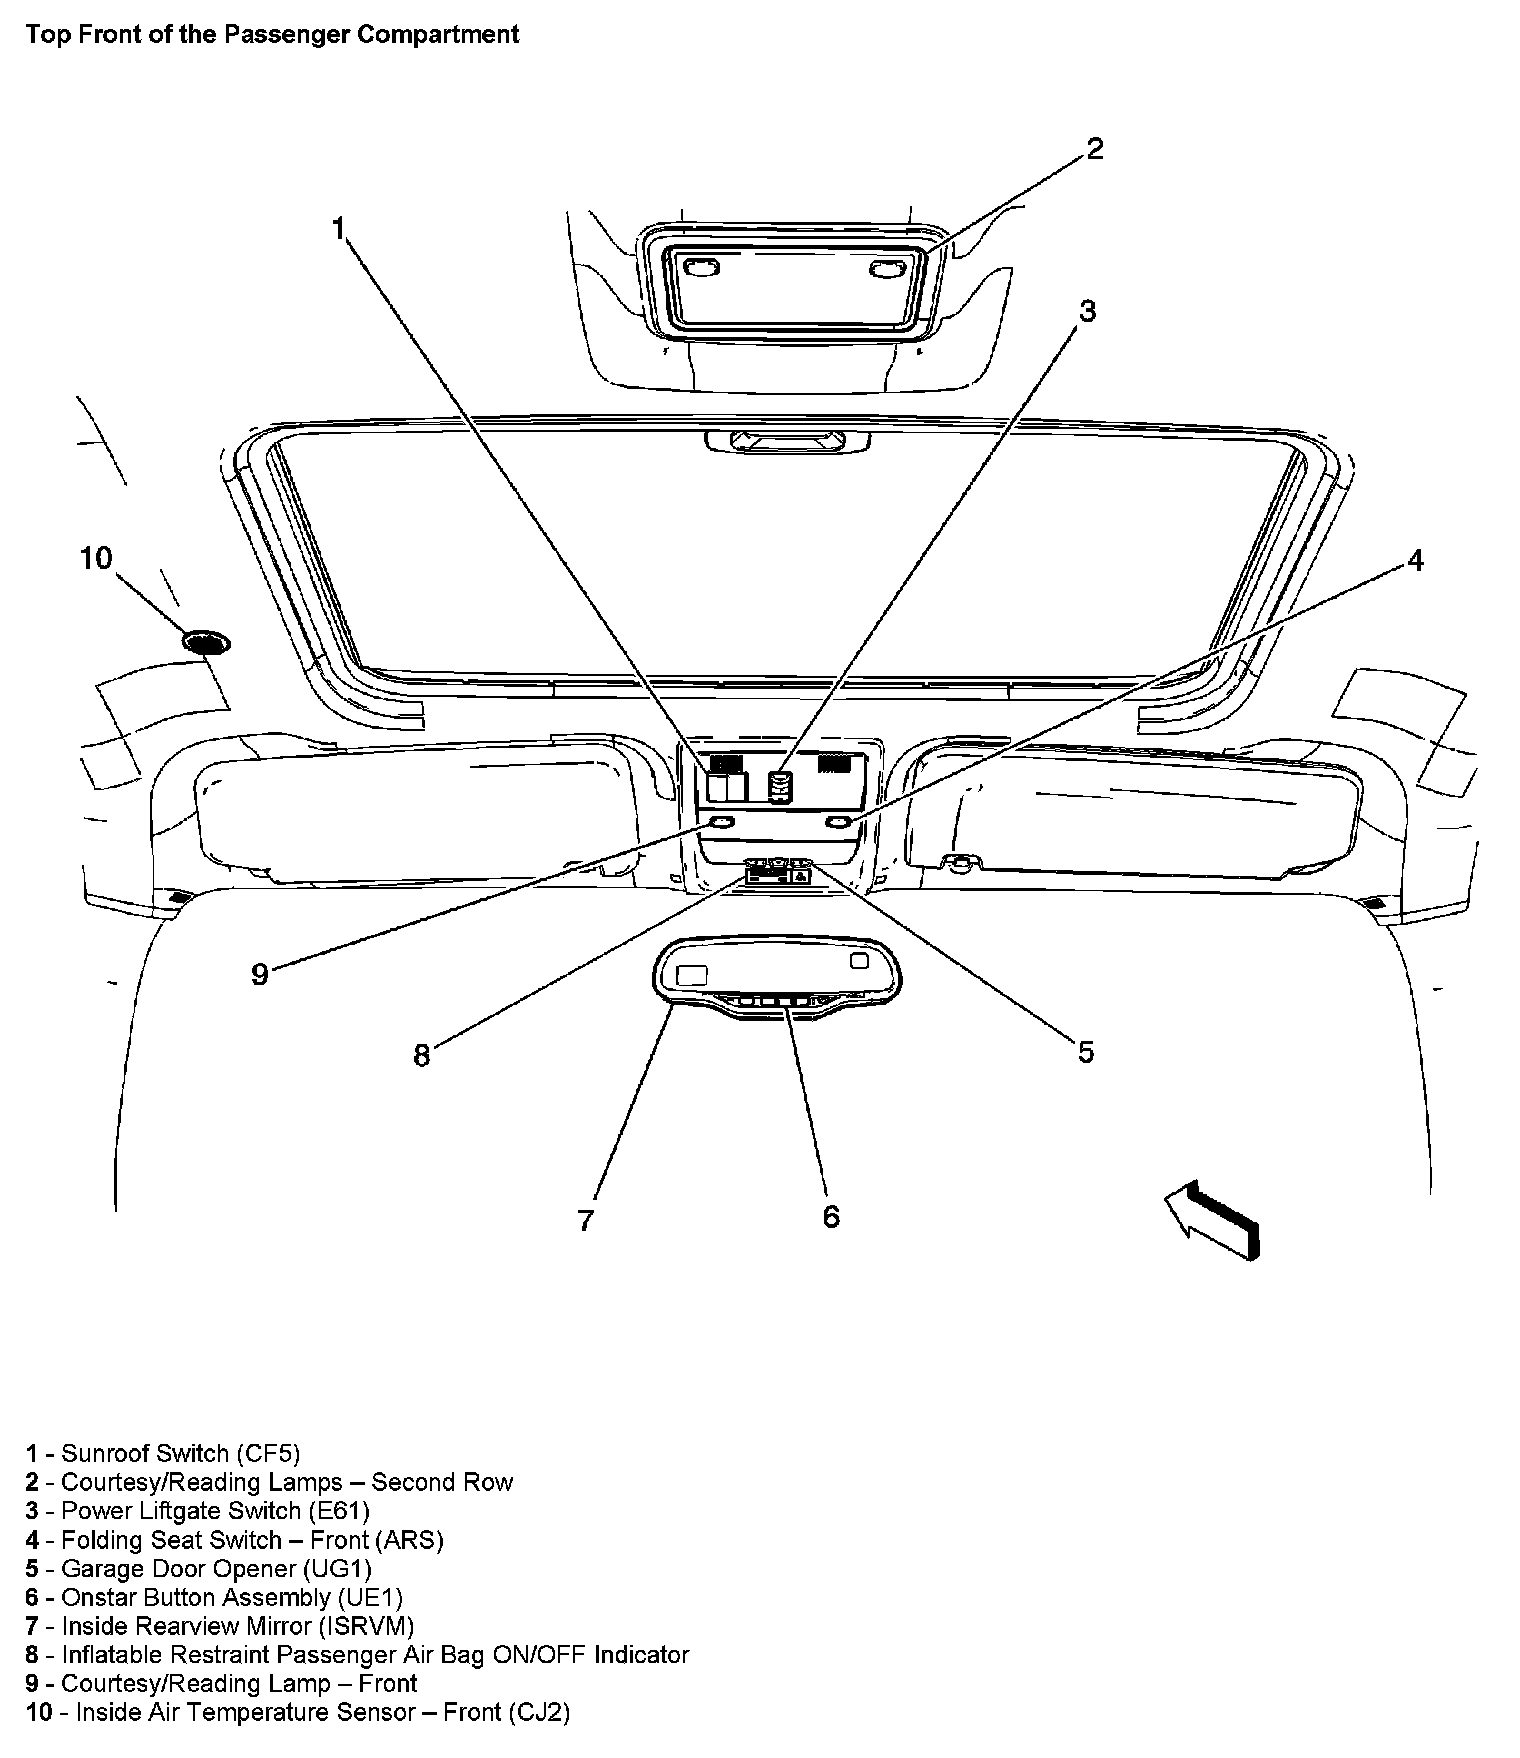 Top Front of the Passenger Compartment
2
1
3
10
4
9
8
5
7
6
1 - Sunroof Switch (CF5)
2 - Courtesy/Reading Lamps – Second Row
3 - Power Liftgate Switch (E61)
4 - Folding Seat Switch – Front (ARS)
5 - Garage Door Opener (UG1)
6 - Onstar Button Assembly (UE1)
7 - Inside Rearview Mirror (ISRVM)
8 - Inflatable Restraint Passenger Air Bag ON/OFF Indicator
9 - Courtesy/Reading Lamp – Front
10 - Inside Air Temperature Sensor – Front (CJ2)